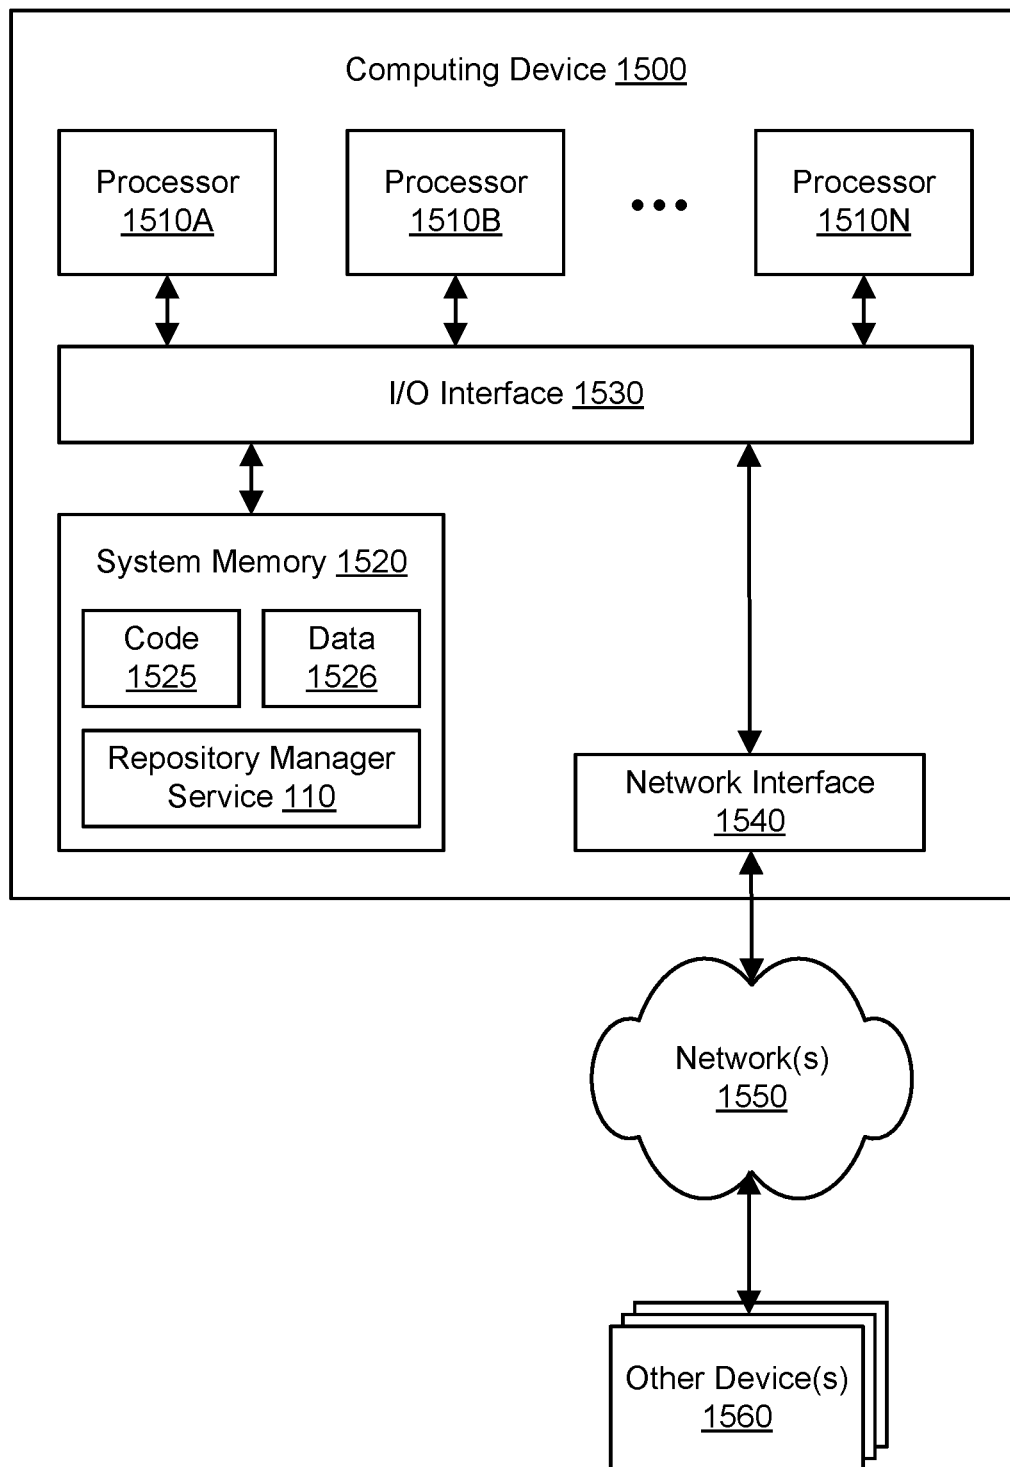 Computing Device 1500
Processor
1510A
Processor
1510B
Processor
1510N
I/O Interface 1530
System Memory 1520
Code
1525
Data
1526
Repository Manager
Service 110
Network Interface
1540
Network(s)
1550
Other Device(s)
1560